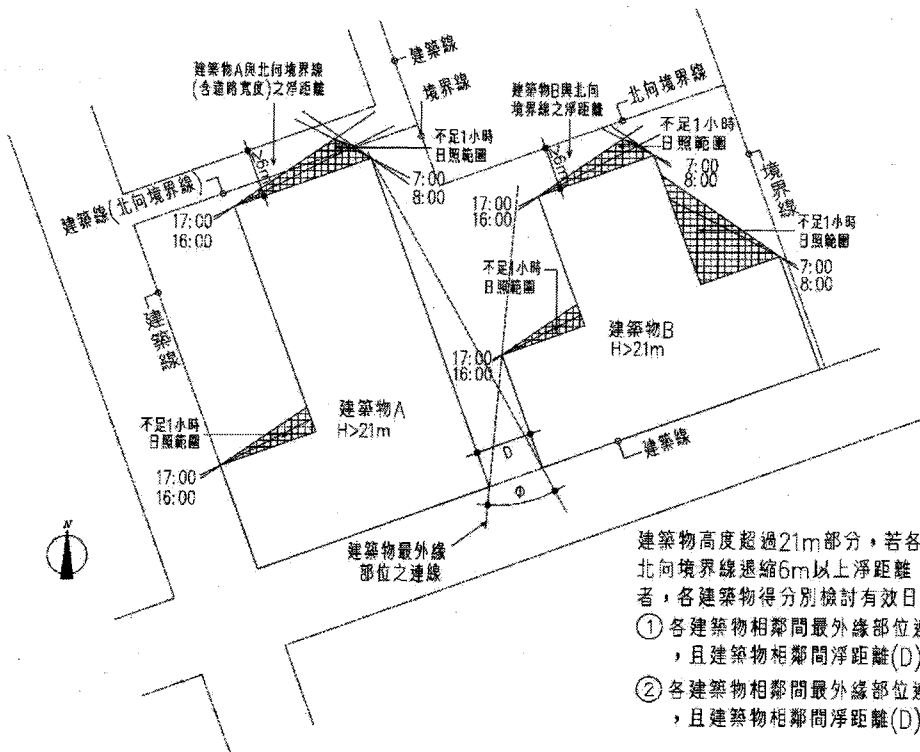 建築線
建築物A與北向境界線
(含道路寬度)之淨距離
境界線
建築物B與北向
境界線之淨距離
北向境界線
不足1小時
日照範圍
不足1小時
日照範圍
≥6m
≥6m
7:00
8:00
7:00
8:00
境界線
建築線(北向境界線)
17:00
16:00
17:00
16:00
不足1小時
日照範圍
7:00
8:00
不足1小時
日照範圍
建築線
建築物B
H>21m
17:00
16:00
建築物A
H>21m
不足1小時
日照範圍
17:00
16:00
D
建築線
Φ
N
建築物最外緣
部位之連線
建築物高度超過21m部分，若各
北向境界線退縮6m以上淨距離
者，各建築物得分別檢討有效日
① 各建築物相鄰間最外緣部位連
，且建築物相鄰間淨距離(D)
② 各建築物相鄰間最外緣部位連
，且建築物相鄰間淨距離(D)